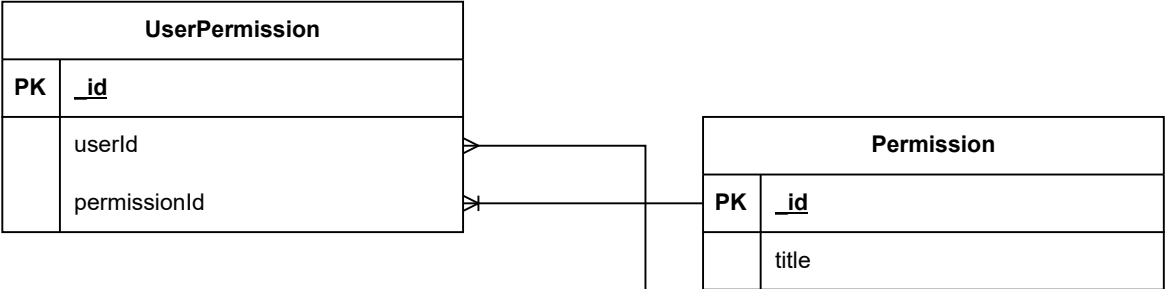 UserPermission
PK _id
userId
permissionId
Permission
PK _id
title